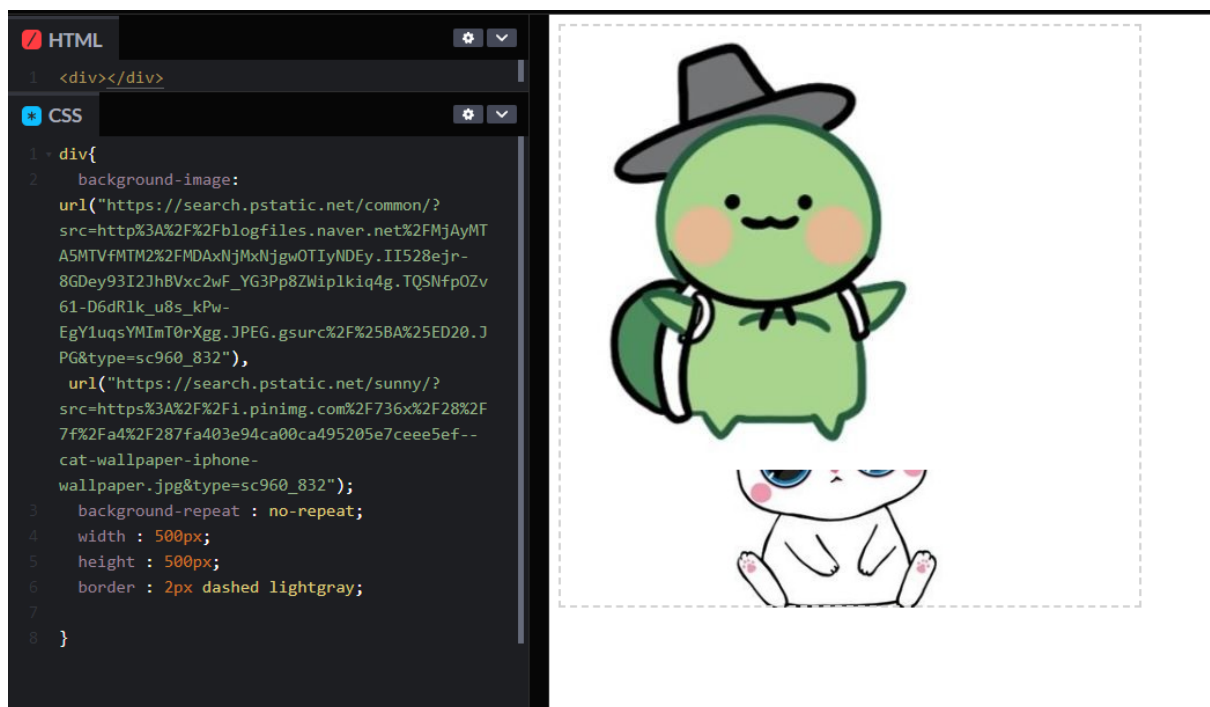 HTML
1 <div></div>
CSS
1 div{
2 background-image:
url("https://search.pstatic.net/common/?
src=http%3A%2F%2Fblogfiles.naver.net%2FMjAyMT
A5MTVfMTM2%2FMDAxNjMxNjgwOTIyNDEy.II528ejr-
8GDey93I2JhBVxc2wF_YG3Pp8ZWiplkiq4g.TQSNfpOZv
61-D6dRlk_u8s_kPw-
EgY1uqsYMImT0rXgg.JPEG.gsurc%2F%25BA%25ED20.J
PG&type=sc960_832"),
url("https://search.pstatic.net/sunny/?
src=https%3A%2F%2Fi.pinimg.com%2F736x%2F28%2F
7f%2Fa4%2F287fa403e94ca00ca495205e7ceee5ef--
cat-wallpaper-iphone-
wallpaper.jpg&type=sc960_832");
3 background-repeat : no-repeat;
4 width : 500px;
5 height : 500px;
6 border : 2px dashed lightgray;
7
8 }